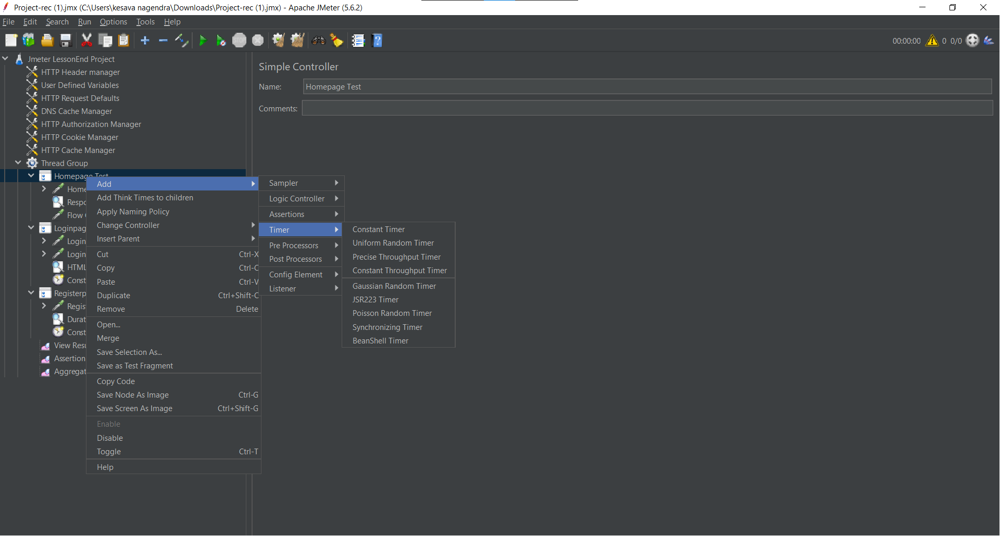 Project-rec (1).jmx (C:\Users\kesava nagendra\Downloads\Project-rec (1).jmx) - Apache JMeter (5.6.2)
File Edit Search Run Options Tools Help
00:00:00 0 0/0
Jmeter LessonEnd Project
HTTP Header manager
User Defined Variables
HTTP Request Defaults
DNS Cache Manager
HTTP Authorization Manager
HTTP Cookie Manager
HTTP Cache Manager
Thread Group
Homepage Test
Home
Respo
Flow
Loginpag
Login
Login
HTML
Const
Registerp
Regis
Durat
Const
View Resu
Assertion
Aggregat
Add
Add Think Times to children
Apply Naming Policy
Change Controller
Insert Parent
Cut Ctrl-X
Copy Ctrl-C
Paste Ctrl-V
Duplicate Ctrl+Shift-C
Remove Delete
Open...
Merge
Save Selection As...
Save as Test Fragment
Copy Code
Save Node As Image Ctrl-G
Save Screen As Image Ctrl+Shift-G
Enable
Disable
Toggle Ctrl-T
Help
Sampler
Logic Controller
Assertions
Timer
Pre Processors
Post Processors
Config Element
Listener
Constant Timer
Uniform Random Timer
Precise Throughput Timer
Constant Throughput Timer
Gaussian Random Timer
JSR223 Timer
Poisson Random Timer
Synchronizing Timer
BeanShell Timer
Simple Controller
Name: Homepage Test
Comments: